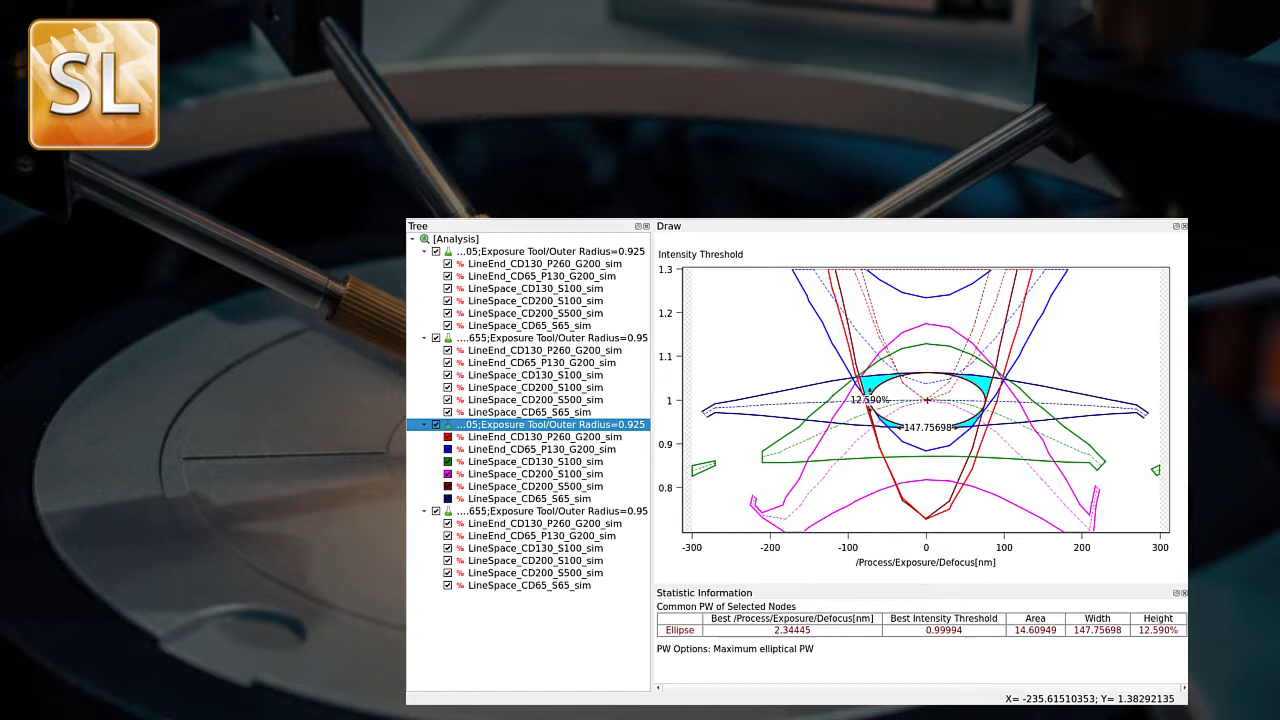 SL
Tree
[Analysis]
...05;Exposure Tool/Outer Radius=0.925
% LineEnd_CD130_P260_G200_sim
% LineEnd_CD65_P130_G200_sim
% LineSpace_CD130_S100_sim
% LineSpace_CD200_S100_sim
% LineSpace_CD200_S500_sim
% LineSpace_CD65_S65_sim
....655;Exposure Tool/Outer Radius=0.95
% LineEnd_CD130_P260_G200_sim
% LineEnd_CD65_P130_G200_sim
% LineSpace_CD130_S100_sim
% LineSpace_CD200_S100_sim
% LineSpace_CD200_S500_sim
% LineSpace_CD65_S65_sim
...05;Exposure Tool/Outer Radius=0.925
% LineEnd_CD130_P260_G200_sim
% LineEnd_CD65_P130_G200_sim
% LineSpace_CD130_S100_sim
% LineSpace_CD200_S100_sim
% LineSpace_CD200_S500_sim
% LineSpace_CD65_S65_sim
....655;Exposure Tool/Outer Radius=0.95
% LineEnd_CD130_P260_G200_sim
% LineEnd_CD65_P130_G200_sim
% LineSpace_CD130_S100_sim
% LineSpace_CD200_S100_sim
% LineSpace_CD200_S500_sim
% LineSpace_CD65_S65_sim
Draw
Intensity Threshold
1.3
1.2
1.1
1
0.9
0.8
12.590%
147.75698
-300 -200 -100 0 100 200 300
/Process/Exposure/Defocus[nm]
Statistic Information
Common PW of Selected Nodes
Best /Process/Exposure/Defocus[nm] Best Intensity Threshold Area Width Height
Ellipse 2.34445 0.99994 14.60949 147.75698 12.590%
PW Options: Maximum elliptical PW
X= -235.61510353; Y= 1.38292135